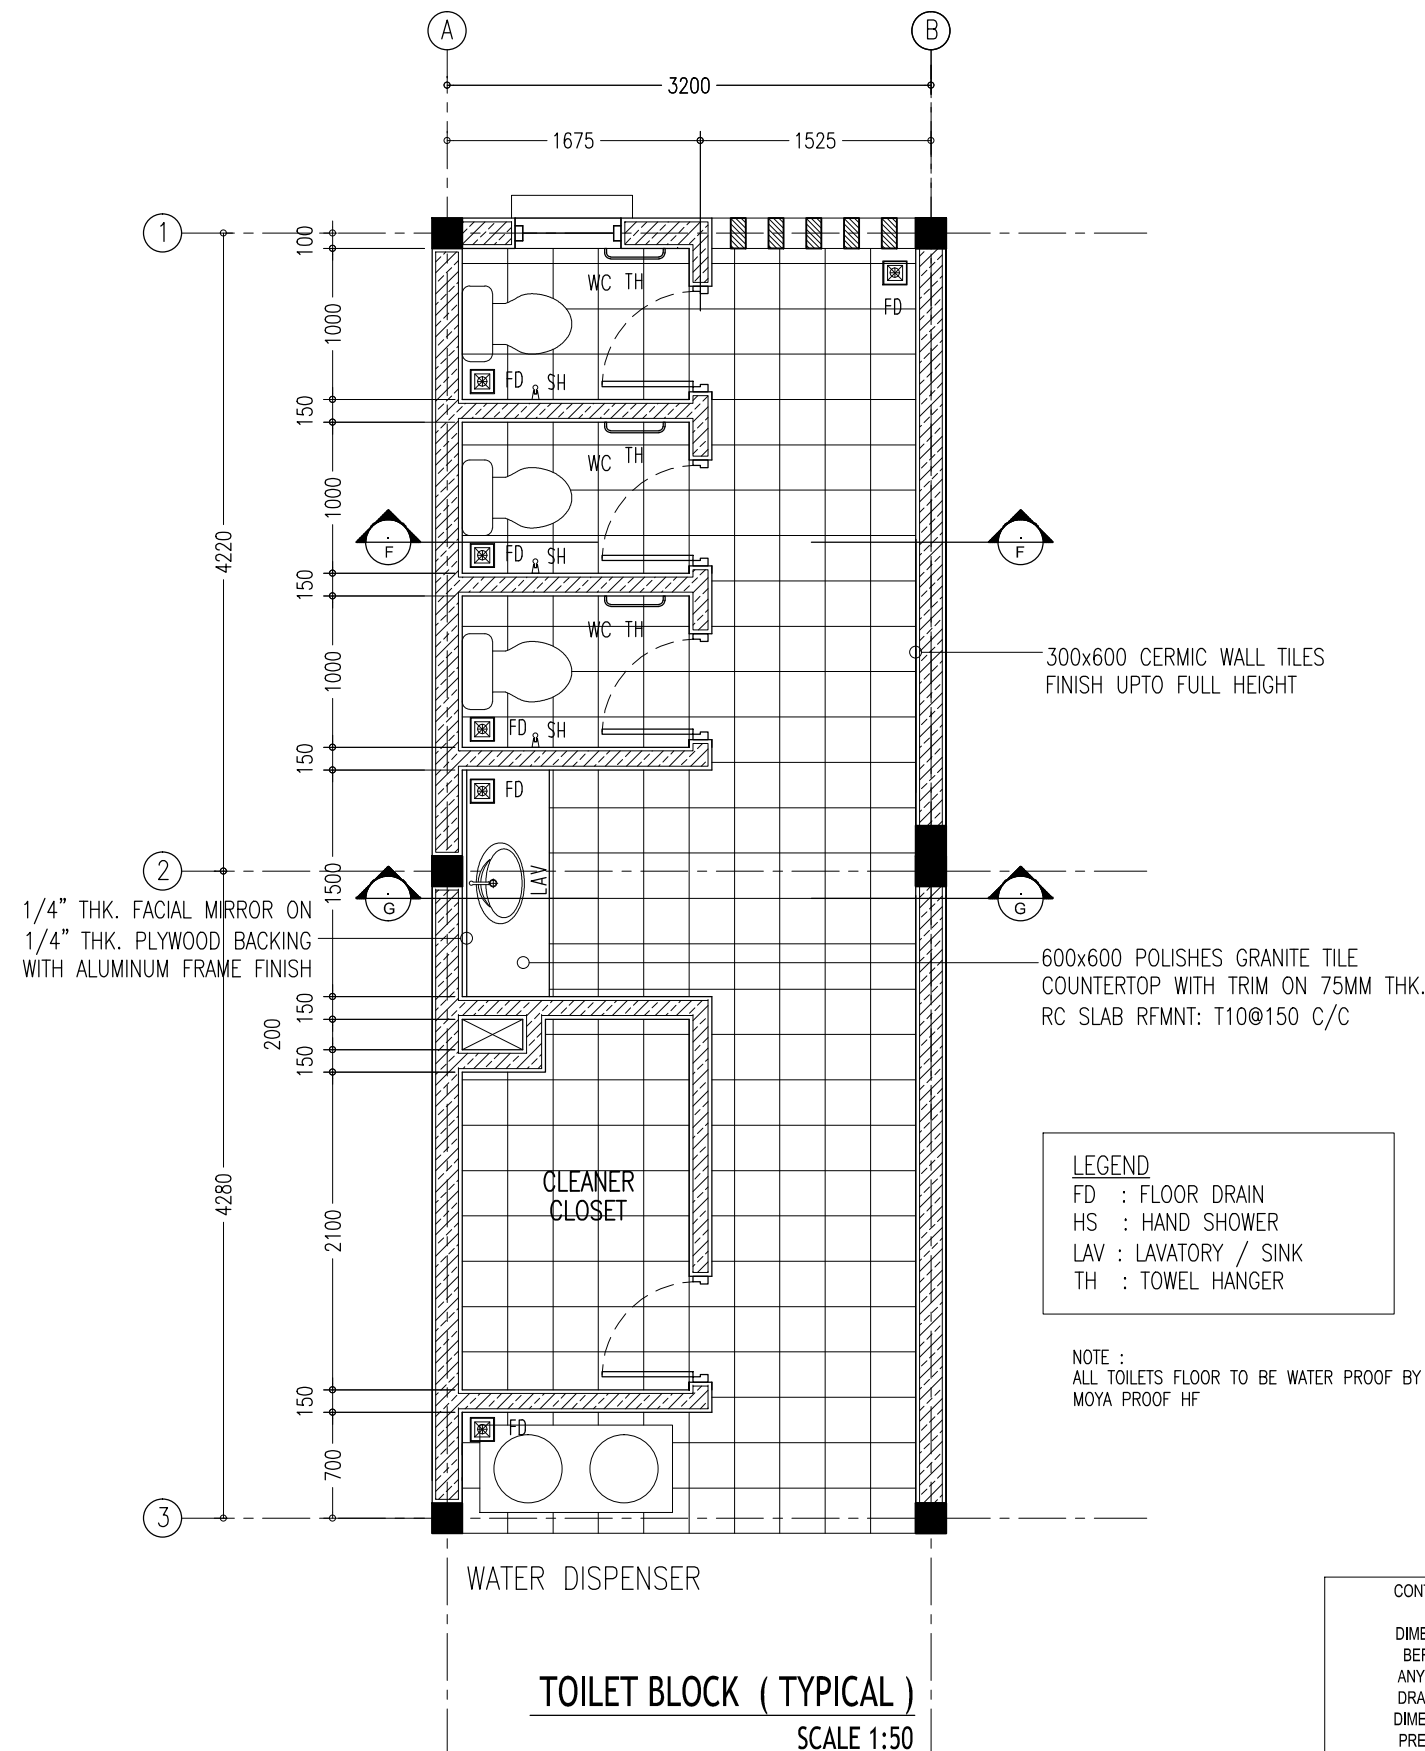 A
B
3200
1675
1525
1
100
WC TH
FD
1000
FD SH
150
WC TH
1000
F
F
4220
FD SH
150
WC TH
300x600 CERMIC WALL TILES
FINISH UPTO FULL HEIGHT
1000
FD SH
150
FD
2
1500
LAV
G
G
1/4" THK. FACIAL MIRROR ON
1/4" THK. PLYWOOD BACKING
WITH ALUMINUM FRAME FINISH
600x600 POLISHES GRANITE TILE
COUNTERTOP WITH TRIM ON 75MM THK.
RC SLAB RFMNT: T10@150 C/C
150
200
150
4280
2100
CLEANER
CLOSET
LEGEND
FD : FLOOR DRAIN
HS : HAND SHOWER
LAV : LAVATORY / SINK
TH : TOWEL HANGER
NOTE :
ALL TOILETS FLOOR TO BE WATER PROOF BY
MOYA PROOF HF
150
FD
700
3
WATER DISPENSER
TOILET BLOCK ( TYPICAL )
SCALE 1:50
ANY